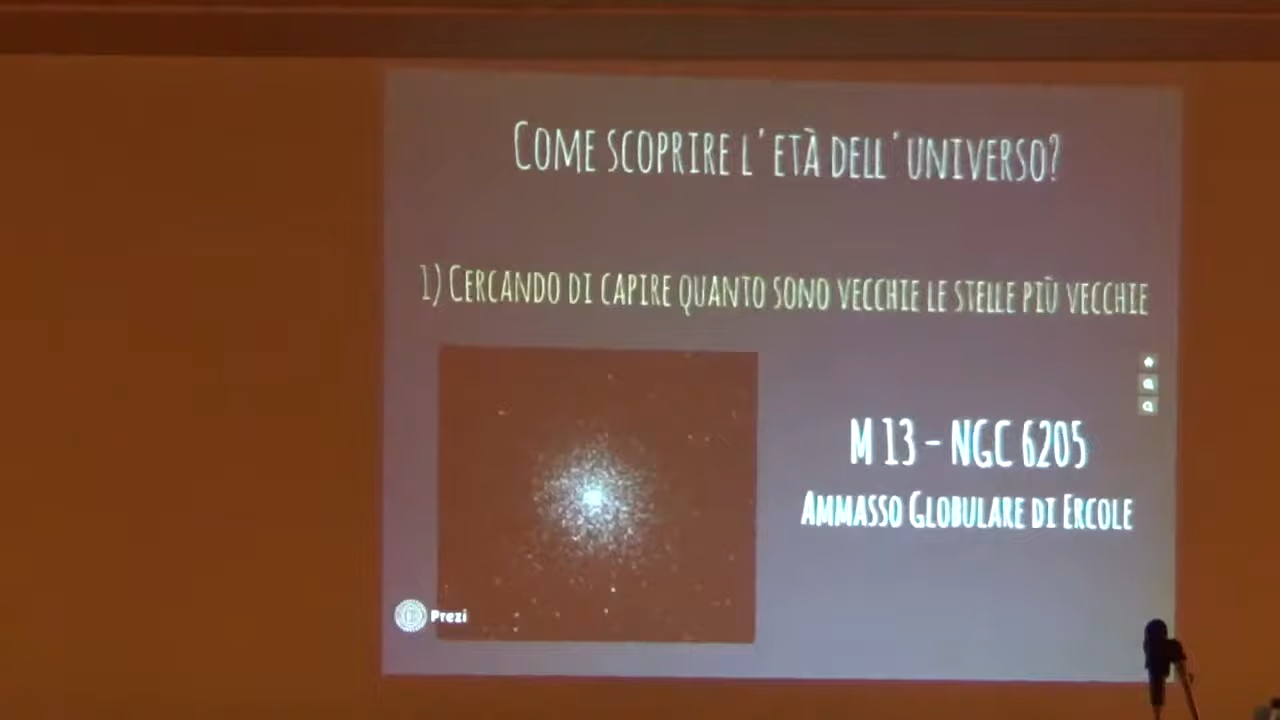 COME SCOPRIRE L'ETÀ DELL'UNIVERSO?
1) CERCANDO DI CAPIRE QUANTO SONO VECCHIE LE STELLE PIÙ VECCHIE
M 13 - NGC 6205
AMMASSO GLOBULARE DI ERCOLE
Prezi